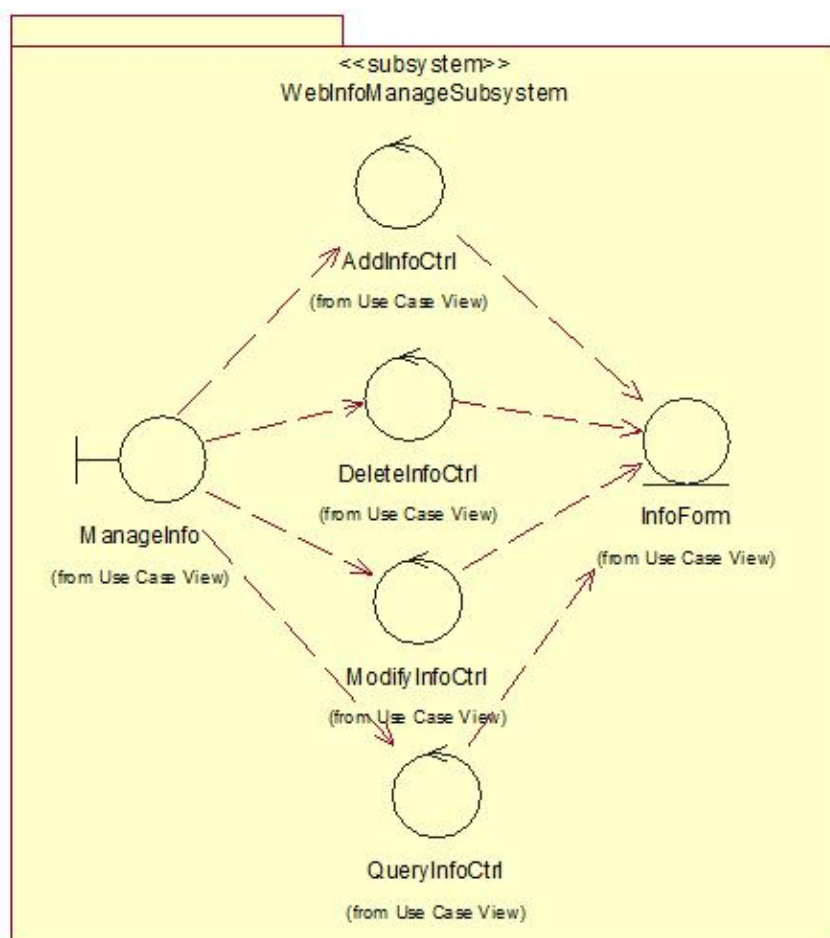 <<subsystem>>
WebInfoManageSubsystem
AddInfoCtrl
(from Use Case View)
DeleteInfoCtrl
(from Use Case View)
InfoForm
(from Use Case View)
ManageInfo
(from Use Case View)
ModifyInfoCtrl
(from Use Case View)
QueryInfoCtrl
(from Use Case View)